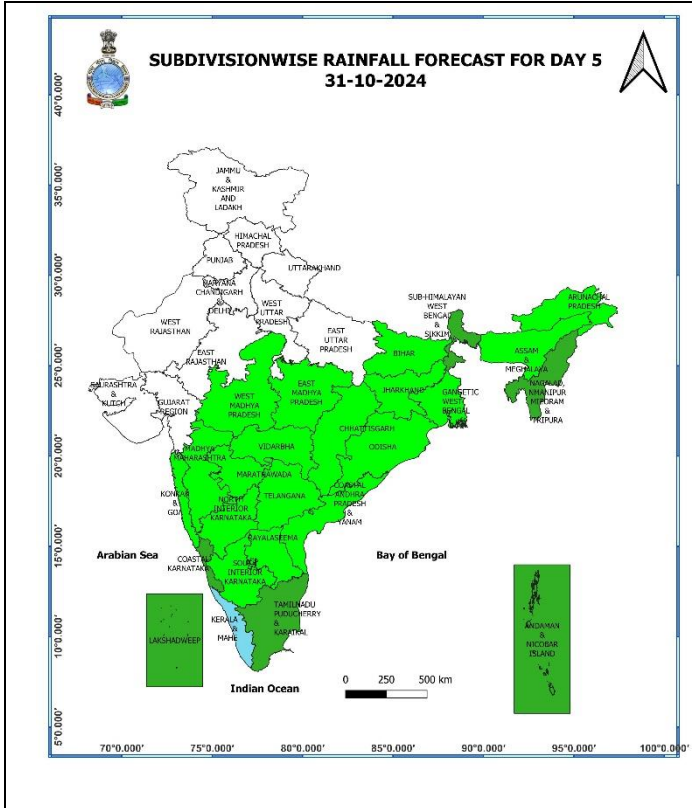 SUBDIVISIONWISE RAINFALL FORECAST FOR DAY 5
31-10-2024
40°0.000'
35°0.000'
30°0.000'
25°0.000'
20°0.000'
15°0.000'
10°0.000'
5°0.000'
JAMMU
&
KASHMIR
AND
LADAKH
HIMACHAL
PRADESH
PUNJAB
UTTARAKHAND
HARYANA
CHANDIGARH
&
DELHI
WEST
UTTAR
PRADESH
WEST
RAJASTHAN
EAST
UTTAR
PRADESH
EAST
RAJASTHAN
SUB-HIMALAYAN
WEST
BENGAL
&
SIKKIM
ARUNACHAL
PRADESH
BIHAR
ASSAM
&
MEGHALAYA
SAURASHTRA
&
KUTCH
GUJARAT
REGION
WEST
MADHYA
PRADESH
EAST
MADHYA
PRADESH
JHARKHAND
GANGETIC
WEST
BENGAL
&
TRIPURA
CHHATTISGARH
ODISHA
MADHYA
MAHARASHTRA
VIDARBHA
MARATHWADA
KONKAN
&
GOA
NORTH
INTERIOR
KARNATAKA
TELANGANA
COASTAL
ANDHRA
PRADESH
&
YANAM
RAYALASEEMA
Arabian Sea
COASTAL
KARNATAKA
SOUTH
INTERIOR
KARNATAKA
Bay of Bengal
LAKSHADWEEP
KERALA
&
MAHE
TAMILNADU
PUDUCHERRY
&
KARAIKAL
ANDAMAN
&
NICOBAR
ISLAND
Indian Ocean
0 250 500 km
70°0.000' 75°0.000' 80°0.000' 85°0.000' 90°0.000' 95°0.000' 100°0.000'